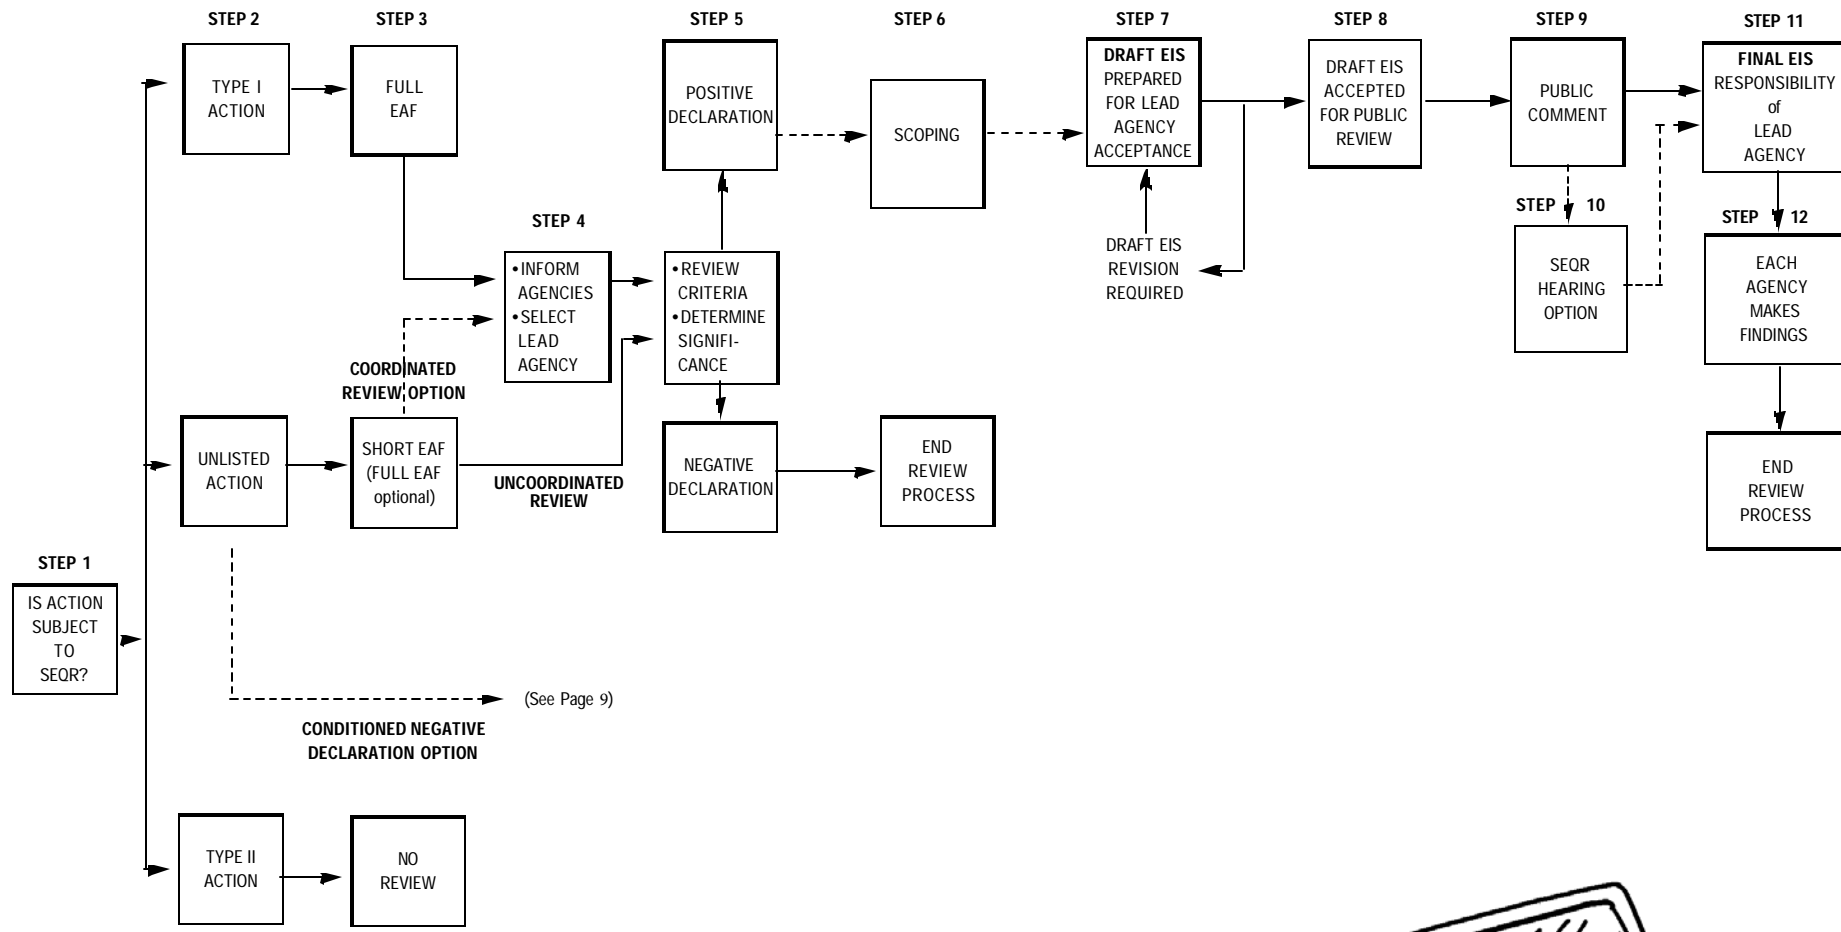 STEP 2
STEP 3
STEP 5
STEP 6
STEP 7
STEP 8
STEP 9
STEP 11
TYPE I
ACTION
FULL
EAF
POSITIVE
DECLARATION
SCOPING
DRAFT EIS
PREPARED
FOR LEAD
AGENCY
ACCEPTANCE
DRAFT EIS
ACCEPTED
FOR PUBLIC
REVIEW
PUBLIC
COMMENT
FINAL EIS
RESPONSIBILITY
of
LEAD
AGENCY
STEP 4
•INFORM
AGENCIES
•SELECT
LEAD
AGENCY
•REVIEW
CRITERIA
•DETERMINE
SIGNIFI-
CANCE
DRAFT EIS
REVISION
REQUIRED
STEP 10
SEQR
HEARING
OPTION
STEP 12
EACH
AGENCY
MAKES
FINDINGS
COORDINATED
REVIEW OPTION
UNLISTED
ACTION
SHORT EAF
(FULL EAF
optional)
UNCOORDINATED
REVIEW
NEGATIVE
DECLARATION
END
REVIEW
PROCESS
END
REVIEW
PROCESS
STEP 1
IS ACTION
SUBJECT
TO
SEQR?
(See Page 9)
CONDITIONED NEGATIVE
DECLARATION OPTION
TYPE II
ACTION
NO
REVIEW